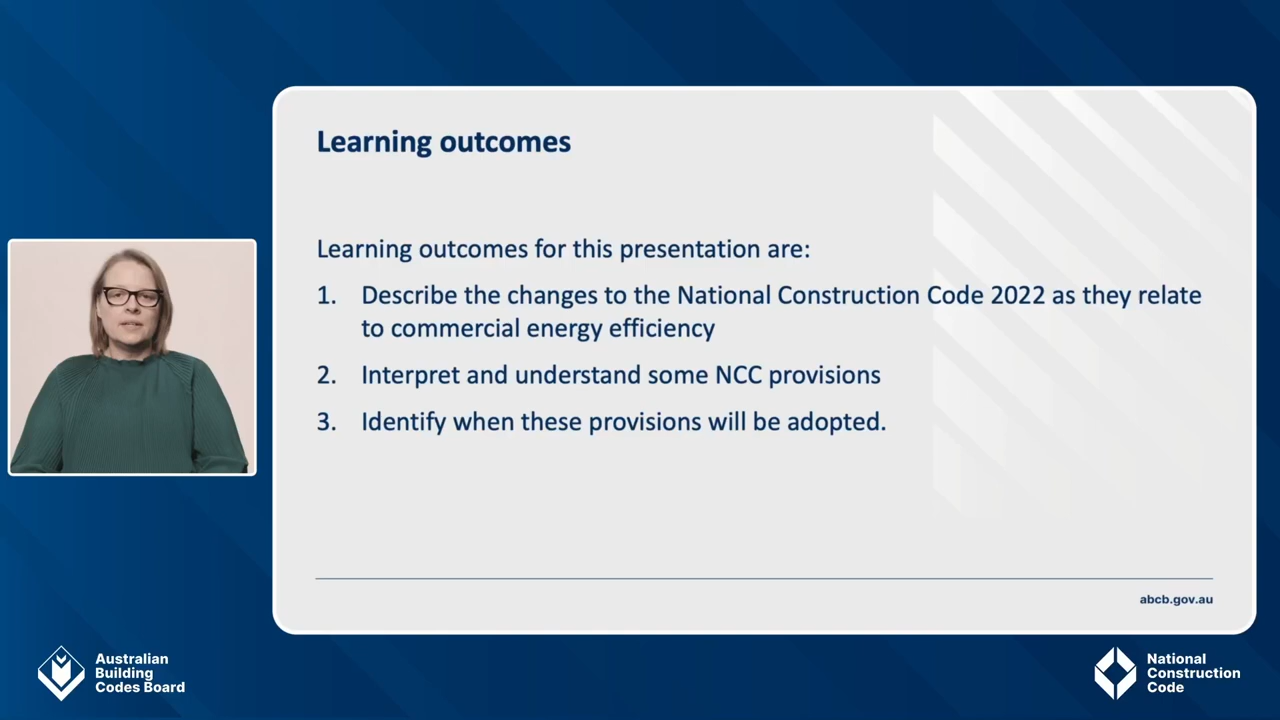 Learning outcomes
Learning outcomes for this presentation are:
1. Describe the changes to the National Construction Code 2022 as they relate
to commercial energy efficiency
2. Interpret and understand some NCC provisions
3. Identify when these provisions will be adopted.
abcb.gov.au
Australian
Building
Codes Board
National
Construction
Code